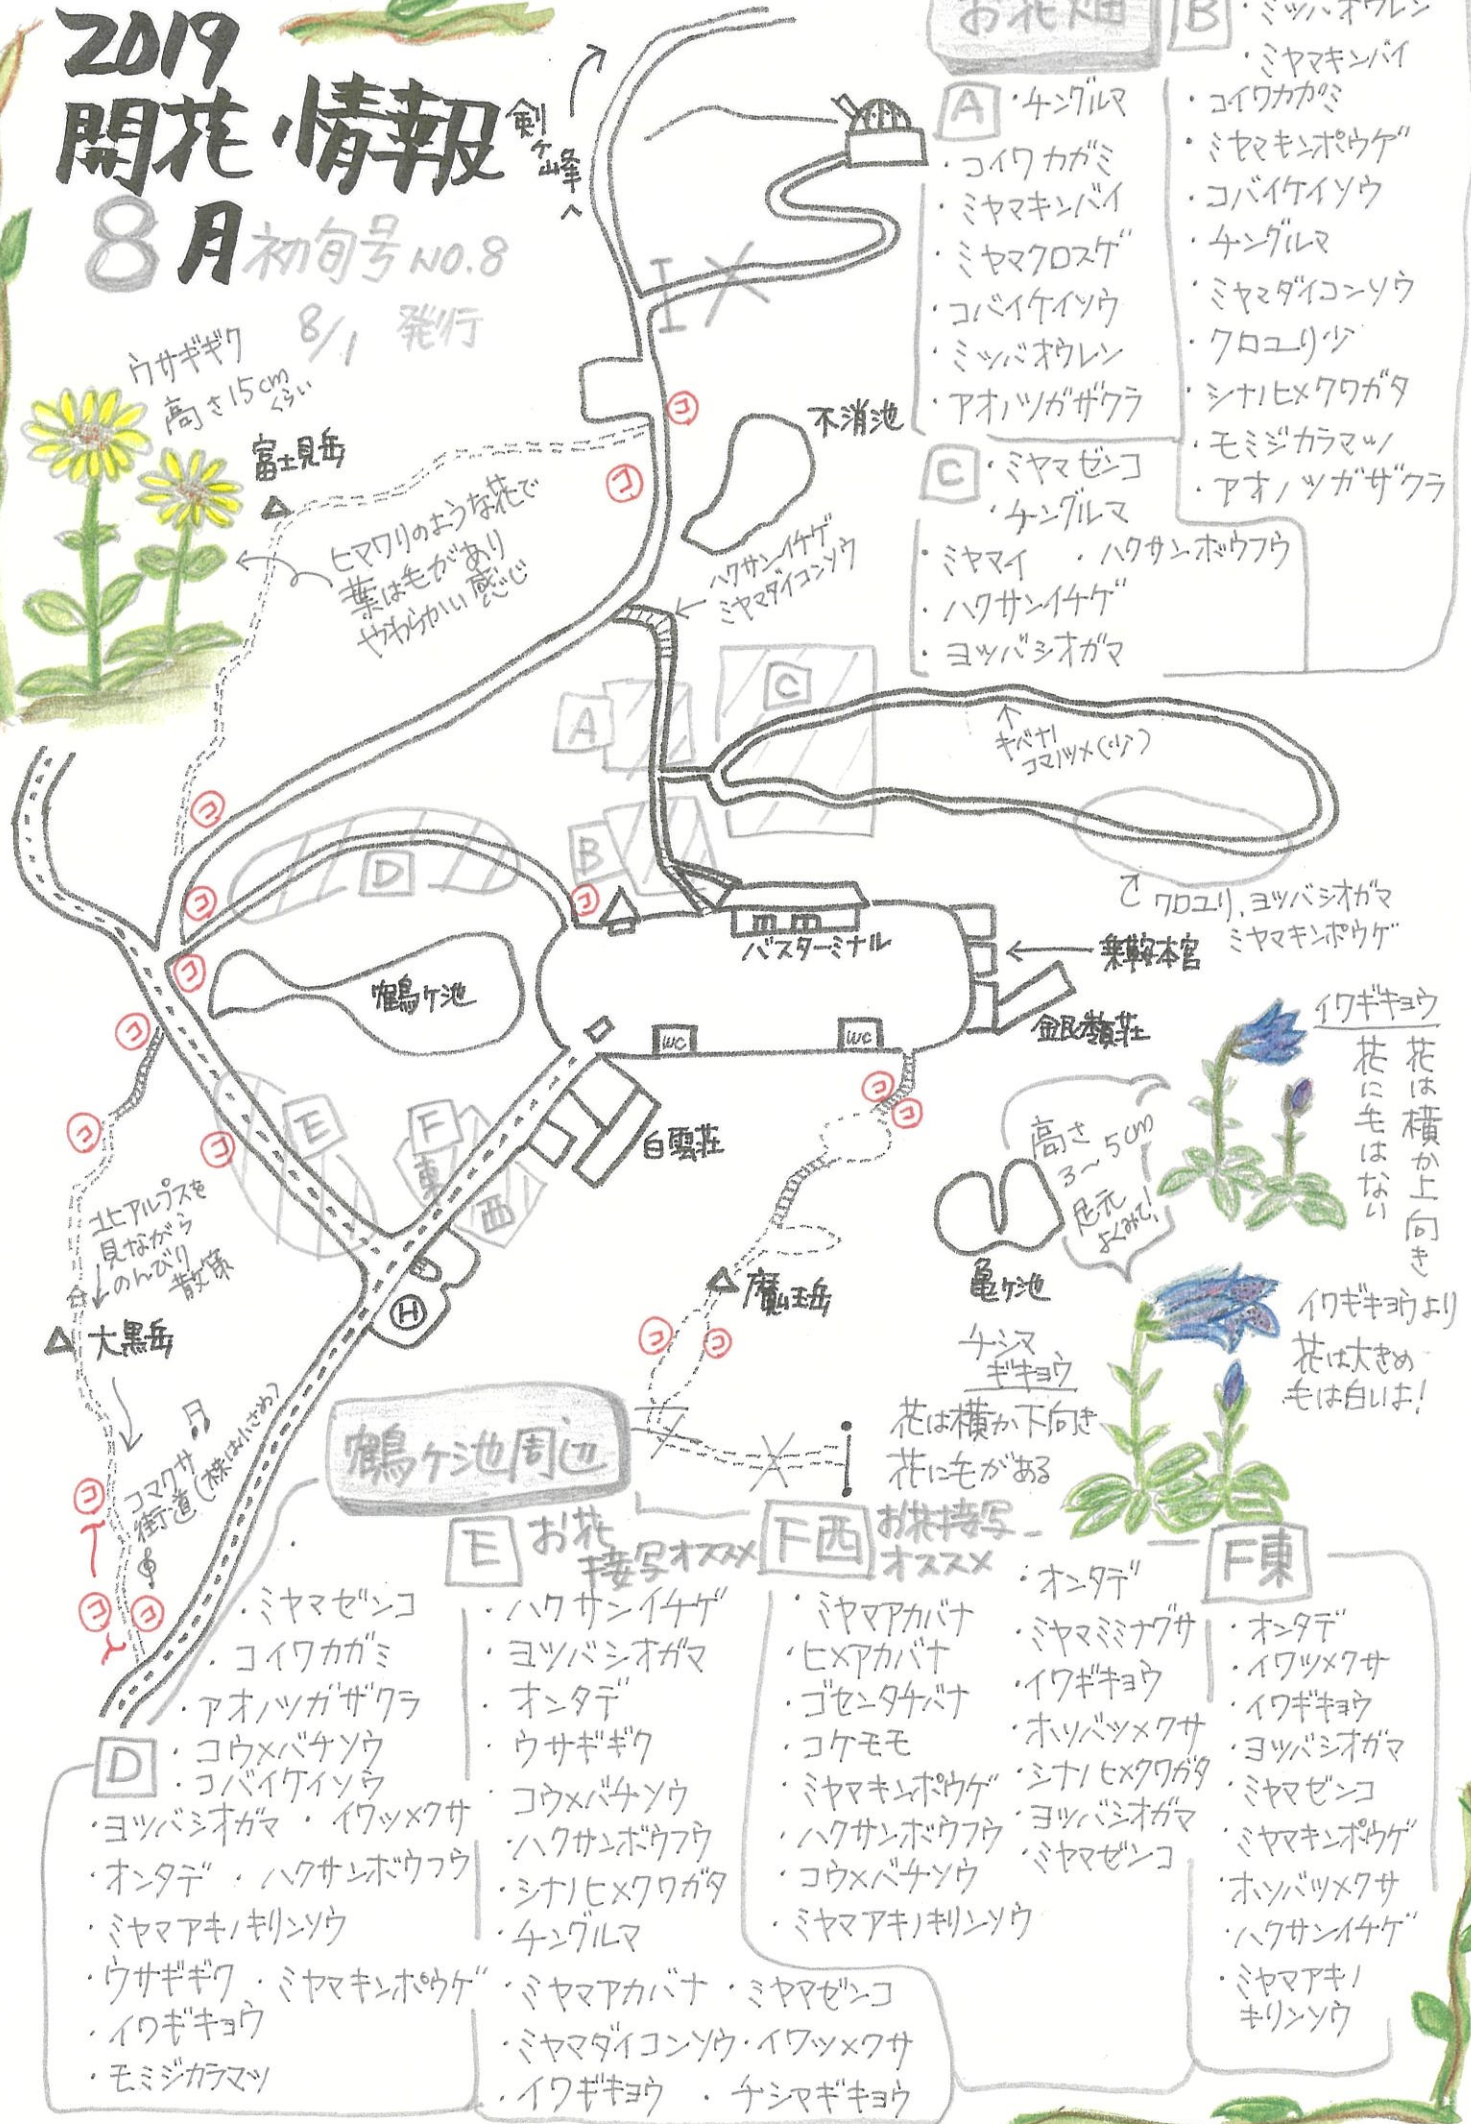 2019
開花情報
8月 初旬号 NO.8
8/1 発行
剣ヶ峰へ
ウサギギク
高さ15cmくらい
富士見岳
ヒマワリのような花で
葉は毛があり
やわらかい感じ
お花畑
A
・チングルマ
・コイワカガミ
・ミヤマキンバイ
・ミヤマクロスゲ
・コバイケイソウ
・ミツバオウレン
・アオノツガザクラ
B
・ミツバオウレン
・ミヤマキンバイ
・コイワカガミ
・ミヤマキンポウゲ
・コバイケイソウ
・チングルマ
・ミヤマダイコンソウ
・クロユリ少
・シナノヒメクワガタ
・モミジカラマツ
・アオノツガザクラ
C
・ミヤマゼンコ
・チングルマ
・ミヤマイ ・ハクサンボウフウ
・ハクサンイチゲ
・ヨツバシオガマ
コ
コ
不消池
ハクサンイチゲ
ミヤマダイコンソウ
A
C
キバナノ
コマノツメ(少)
コ
コ
D
B
コ
バスターミナル
クロユリ、ヨツバシオガマ
ミヤマキンポウゲ
乗鞍本宮
コ
鶴ヶ池
コ
WC
WC
コ
E
F
東
西
白雲荘
コ
コ
コ
イワギキョウ
花は横か上向き
花に毛はない
高さ
3~5cm
足元
よくみて!
亀ヶ池
北アルプスを
見ながら
のんびり
散策
大黒岳
H
魔王岳
コ
コ
チシマ
ギキョウ
花は横か下向き
花に毛がある
イワギキョウより
花は大きめ
毛は白いは!
コマクサ
街道(株は小さめ?)
コ
コ
コ
鶴ヶ池周辺
D
・ミヤマゼンコ
・コイワカガミ
・アオノツガザクラ
・コウメバチソウ
・コバイケイソウ
・ヨツバシオガマ ・イワツメクサ
・オンタデ ・ハクサンボウフウ
・ミヤマアキノキリンソウ
・ウサギギク ・ミヤマキンポウゲ
・イワギキョウ
・モミジカラマツ
E
お花
接写オススメ
・ハクサンイチゲ
・ヨツバシオガマ
・オンタデ
・ウサギギク
・コウメバチソウ
・ハクサンボウフウ
・シナノヒメクワガタ
・チングルマ
・ミヤマアカバナ ・ミヤマゼンコ
・ミヤマダイコンソウ・イワツメクサ
・イワギキョウ ・チシマギキョウ
F西
お花接写
オススメ
・ミヤマアカバナ
・ヒメアカバナ
・ゴゼンタチバナ
・コケモモ
・ミヤマキンポウゲ
・ハクサンボウフウ
・コウメバチソウ
・ミヤマアキノキリンソウ
・オンタデ
・ミヤマミミナグサ
・イワギキョウ
・ホソバツメクサ
・シナノヒメクワガタ
・ヨツバシオガマ
・ミヤマゼンコ
F東
・オンタデ
・イワツメクサ
・イワギキョウ
・ヨツバシオガマ
・ミヤマゼンコ
・ミヤマキンポウゲ
・ホソバツメクサ
・ハクサンイチゲ
・ミヤマアキノ
キリンソウ